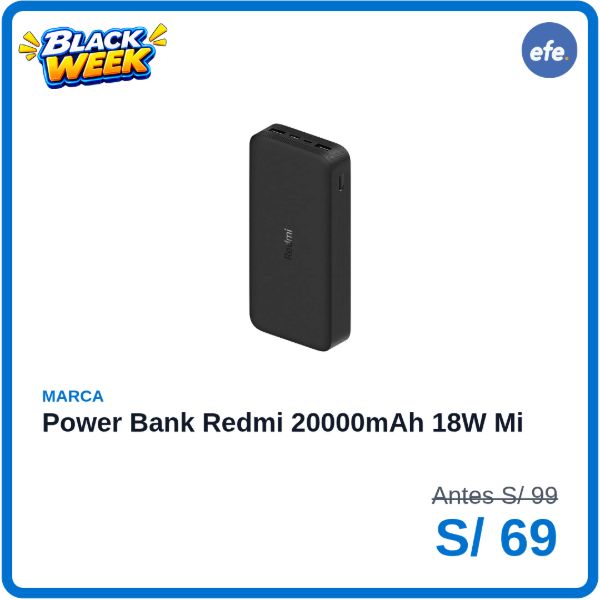 BLACK
WEEK
efe.
Redmi
MARCA
Power Bank Redmi 20000mAh 18W Mi
Antes S/ 99
S/ 69